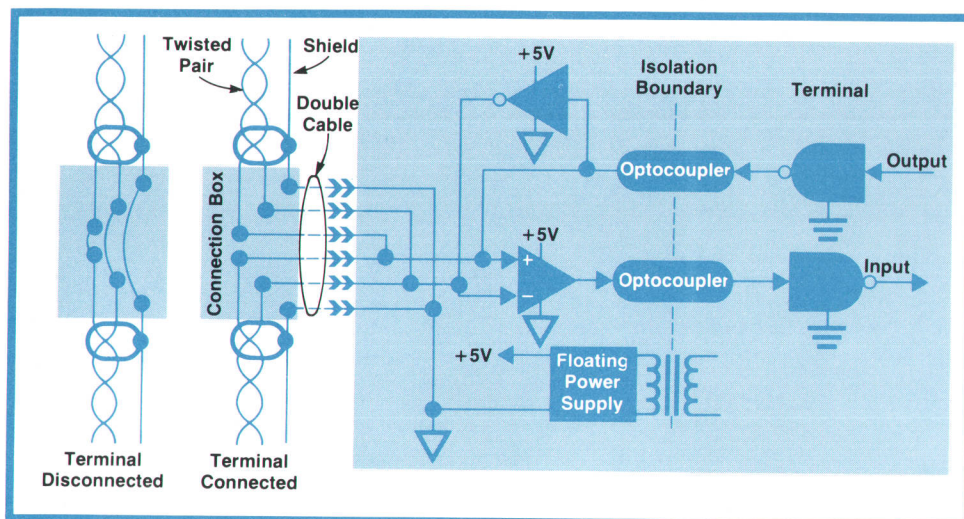 Twisted
Pair
Shield
Double
Cable
Connection Box
Terminal
Disconnected
Terminal
Connected
+5V
Isolation
Boundary
Terminal
Optocoupler
Output
+5V
+
−
Optocoupler
Input
+5V
Floating
Power
Supply